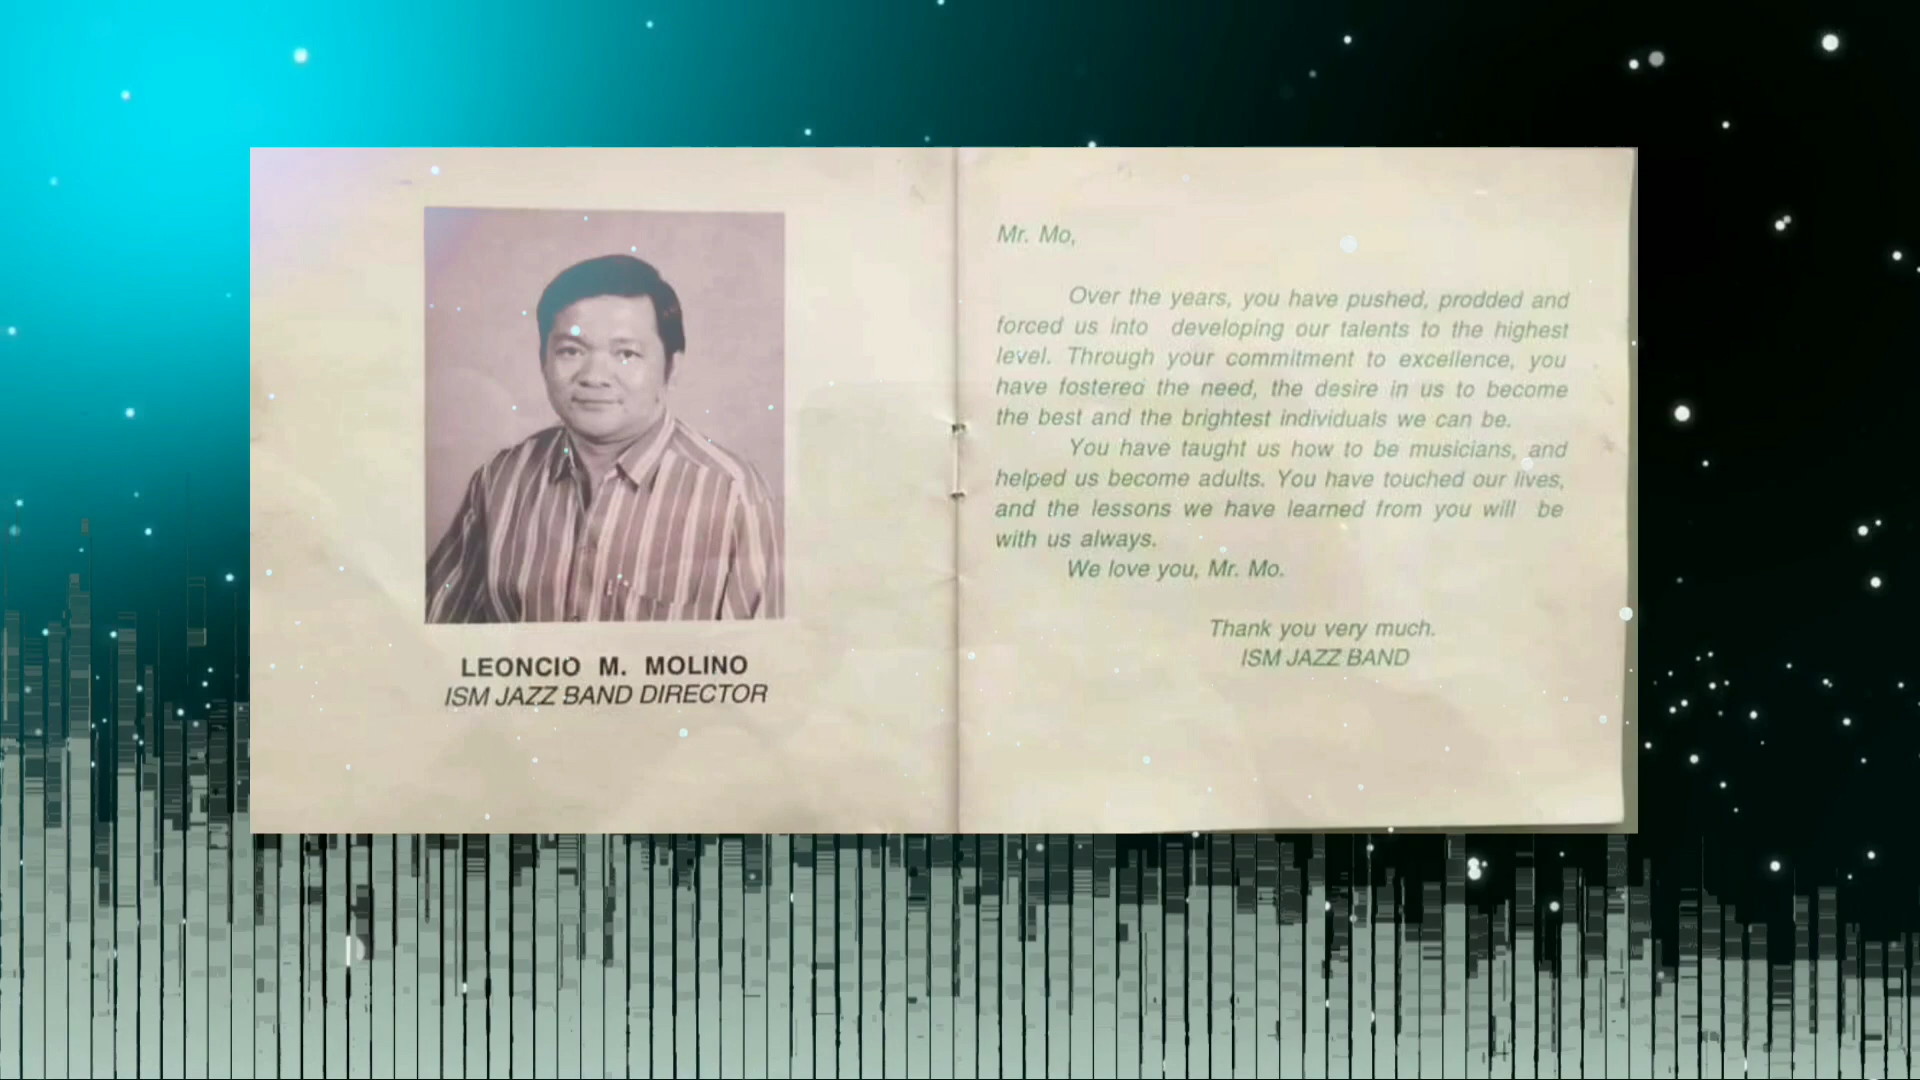 LEONCIO M. MOLINO
ISM JAZZ BAND DIRECTOR
Mr. Mo,
Over the years, you have pushed, prodded and
forced us into developing our talents to the highest
level. Through your commitment to excellence, you
have fostered the need, the desire in us to become
the best and the brightest individuals we can be.
You have taught us how to be musicians, and
helped us become adults. You have touched our lives,
and the lessons we have learned from you will be
with us always.
We love you, Mr. Mo.
Thank you very much.
ISM JAZZ BAND